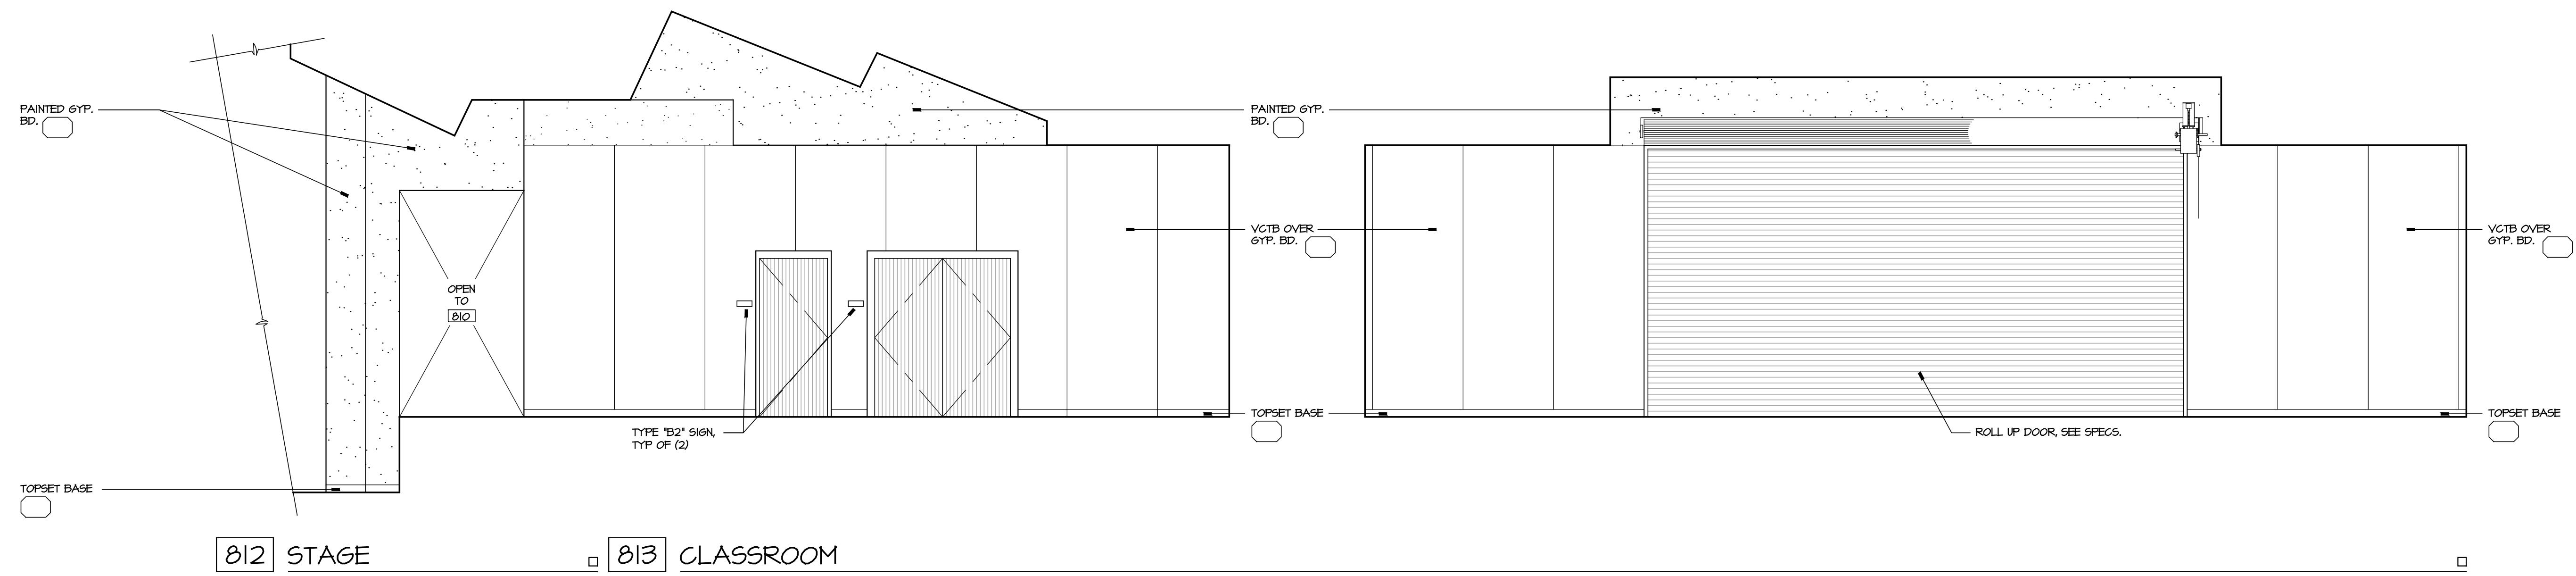 PAINTED GYP.
BD.
OPEN
TO
810
TYPE "B2" SIGN,
TYP OF (2)
TOPSET BASE
PAINTED GYP.
BD.
VCTB OVER
GYP. BD.
TOPSET BASE
ROLL UP DOOR, SEE SPECS.
VCTB OVER
GYP. BD.
TOPSET BASE
812 STAGE
813 CLASSROOM